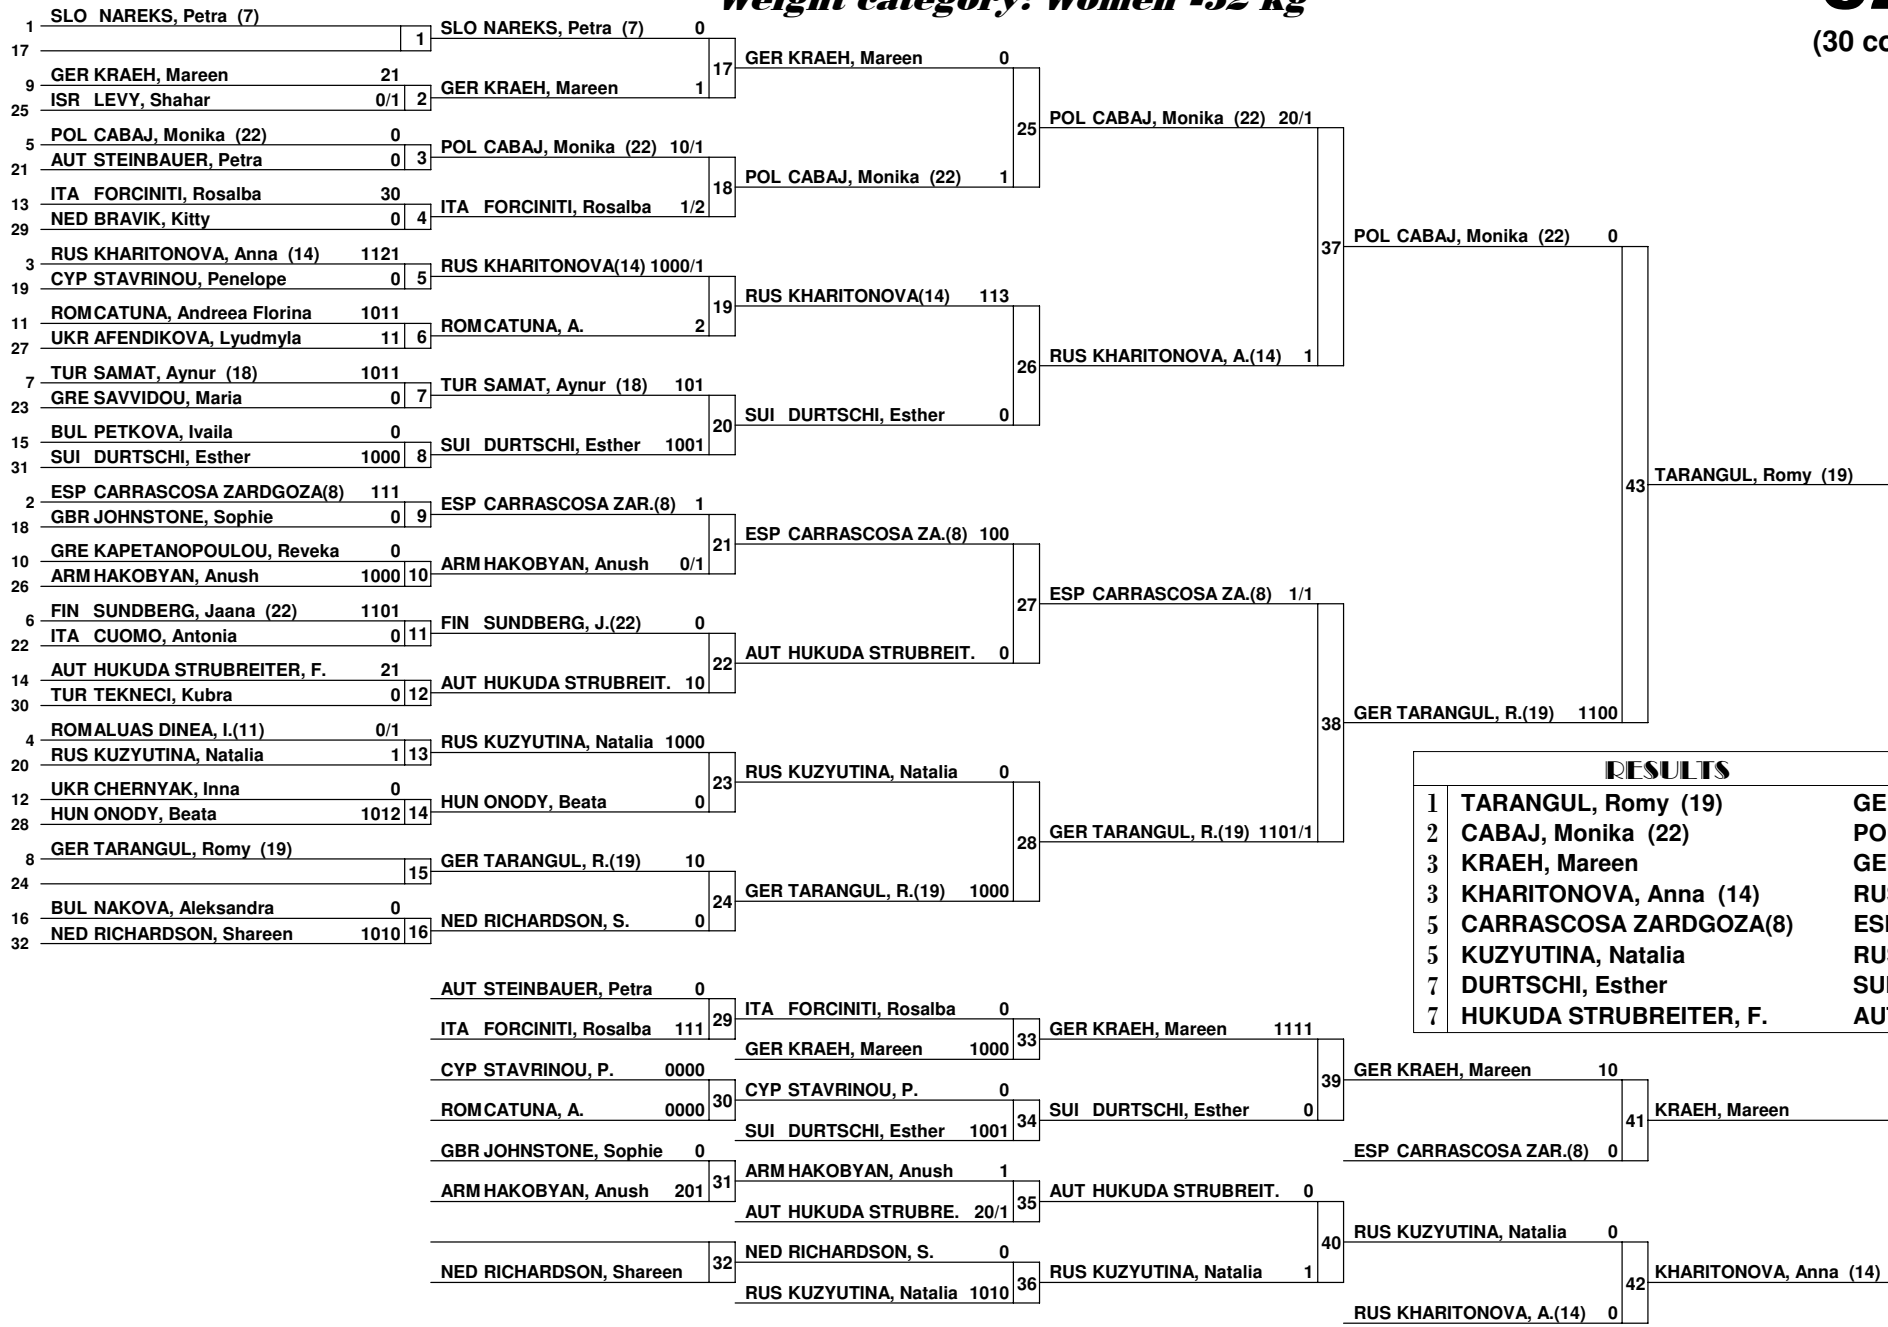 Weight category: Women -52 kg
(30 co
1 SLO NAREKS, Petra (7)
17
1
9 GER KRAEH, Mareen 21
25 ISR LEVY, Shahar 0/1
2
5 POL CABAJ, Monika (22) 0
21 AUT STEINBAUER, Petra 0
3
13 ITA FORCINITI, Rosalba 30
29 NED BRAVIK, Kitty 0
4
3 RUS KHARITONOVA, Anna (14) 1121
19 CYP STAVRINOU, Penelope 0
5
11 ROM CATUNA, Andreea Florina 1011
27 UKR AFENDIKOVA, Lyudmyla 11
6
7 TUR SAMAT, Aynur (18) 1011
23 GRE SAVVIDOU, Maria 0
7
15 BUL PETKOVA, Ivaila 0
31 SUI DURTSCHI, Esther 1000
8
2 ESP CARRASCOSA ZARDGOZA(8) 111
18 GBR JOHNSTONE, Sophie 0
9
10 GRE KAPETANOPOULOU, Reveka 0
26 ARM HAKOBYAN, Anush 1000
10
6 FIN SUNDBERG, Jaana (22) 1101
22 ITA CUOMO, Antonia 0
11
14 AUT HUKUDA STRUBREITER, F. 21
30 TUR TEKNECI, Kubra 0
12
4 ROM ALUAS DINEA, I.(11) 0/1
20 RUS KUZYUTINA, Natalia 1
13
12 UKR CHERNYAK, Inna 0
28 HUN ONODY, Beata 1012
14
8 GER TARANGUL, Romy (19)
24
15
16 BUL NAKOVA, Aleksandra 0
32 NED RICHARDSON, Shareen 1010
16
SLO NAREKS, Petra (7) 0
GER KRAEH, Mareen 1
17
POL CABAJ, Monika (22) 10/1
ITA FORCINITI, Rosalba 1/2
18
RUS KHARITONOVA(14) 1000/1
ROM CATUNA, A. 2
19
TUR SAMAT, Aynur (18) 101
SUI DURTSCHI, Esther 1001
20
ESP CARRASCOSA ZAR.(8) 1
ARM HAKOBYAN, Anush 0/1
21
FIN SUNDBERG, J.(22) 0
AUT HUKUDA STRUBREIT. 10
22
RUS KUZYUTINA, Natalia 1000
HUN ONODY, Beata 0
23
GER TARANGUL, R.(19) 10
NED RICHARDSON, S. 0
24
GER KRAEH, Mareen 0
POL CABAJ, Monika (22) 1
25
RUS KHARITONOVA(14) 113
SUI DURTSCHI, Esther 0
26
ESP CARRASCOSA ZA.(8) 100
AUT HUKUDA STRUBREIT. 0
27
RUS KUZYUTINA, Natalia 0
GER TARANGUL, R.(19) 1000
28
POL CABAJ, Monika (22) 20/1
RUS KHARITONOVA, A.(14) 1
37
ESP CARRASCOSA ZA.(8) 1/1
GER TARANGUL, R.(19) 1101/1
38
POL CABAJ, Monika (22) 0
GER TARANGUL, R.(19) 1100
43
TARANGUL, Romy (19)
RESULTS
1 TARANGUL, Romy (19) GE
2 CABAJ, Monika (22) PO
3 KRAEH, Mareen GE
3 KHARITONOVA, Anna (14) RUS
5 CARRASCOSA ZARDGOZA(8) ESP
5 KUZYUTINA, Natalia RUS
7 DURTSCHI, Esther SUI
7 HUKUDA STRUBREITER, F. AUT
AUT STEINBAUER, Petra 0
ITA FORCINITI, Rosalba 111
29
CYP STAVRINOU, P. 0000
ROM CATUNA, A. 0000
30
GBR JOHNSTONE, Sophie 0
ARM HAKOBYAN, Anush 201
31
NED RICHARDSON, Shareen
32
ITA FORCINITI, Rosalba 0
GER KRAEH, Mareen 1000
33
CYP STAVRINOU, P. 0
SUI DURTSCHI, Esther 1001
34
ARM HAKOBYAN, Anush 1
AUT HUKUDA STRUBRE. 20/1
35
NED RICHARDSON, S. 0
RUS KUZYUTINA, Natalia 1010
36
GER KRAEH, Mareen 1111
SUI DURTSCHI, Esther 0
39
AUT HUKUDA STRUBREIT. 0
RUS KUZYUTINA, Natalia 1
40
GER KRAEH, Mareen 10
ESP CARRASCOSA ZAR.(8) 0
41
KRAEH, Mareen
RUS KUZYUTINA, Natalia 0
RUS KHARITONOVA, A.(14) 0
42
KHARITONOVA, Anna (14)